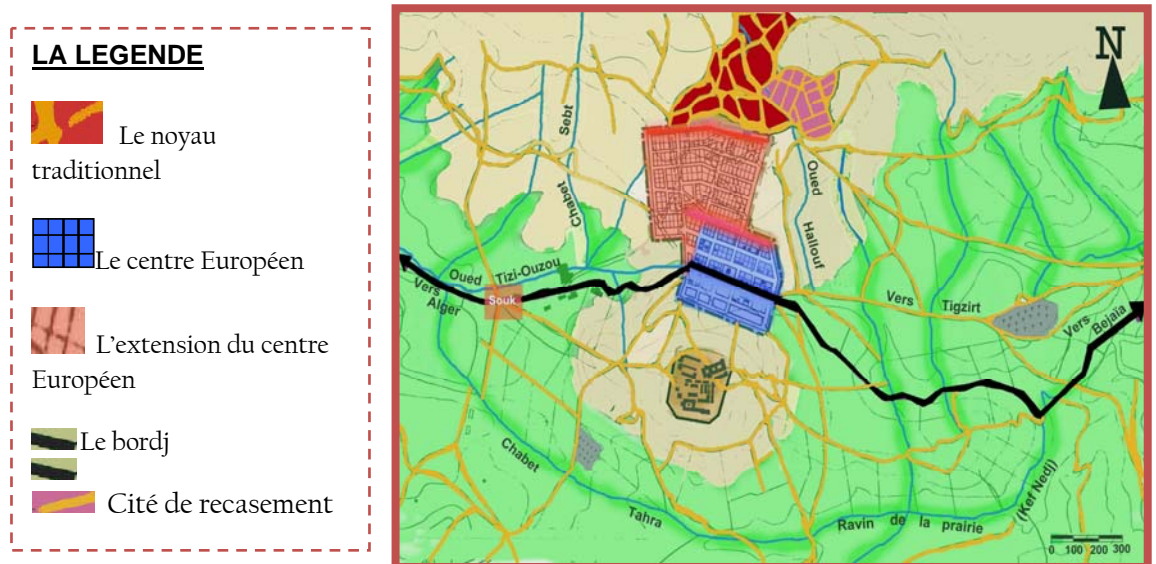 LA LEGENDE
Le noyau
traditionnel
Le centre Européen
L'extension du centre
Européen
Le bordj
Cité de recasement
N
Sebt
Chabet
Oued
Hallouf
Oued Tizi-Ouzou
Vers
Alger
Souk
Vers Tigzirt
Vers Bejaïa
Chabet
Tahra
Ravin de la prairie
(Kef Nedj)
0 100 200 300